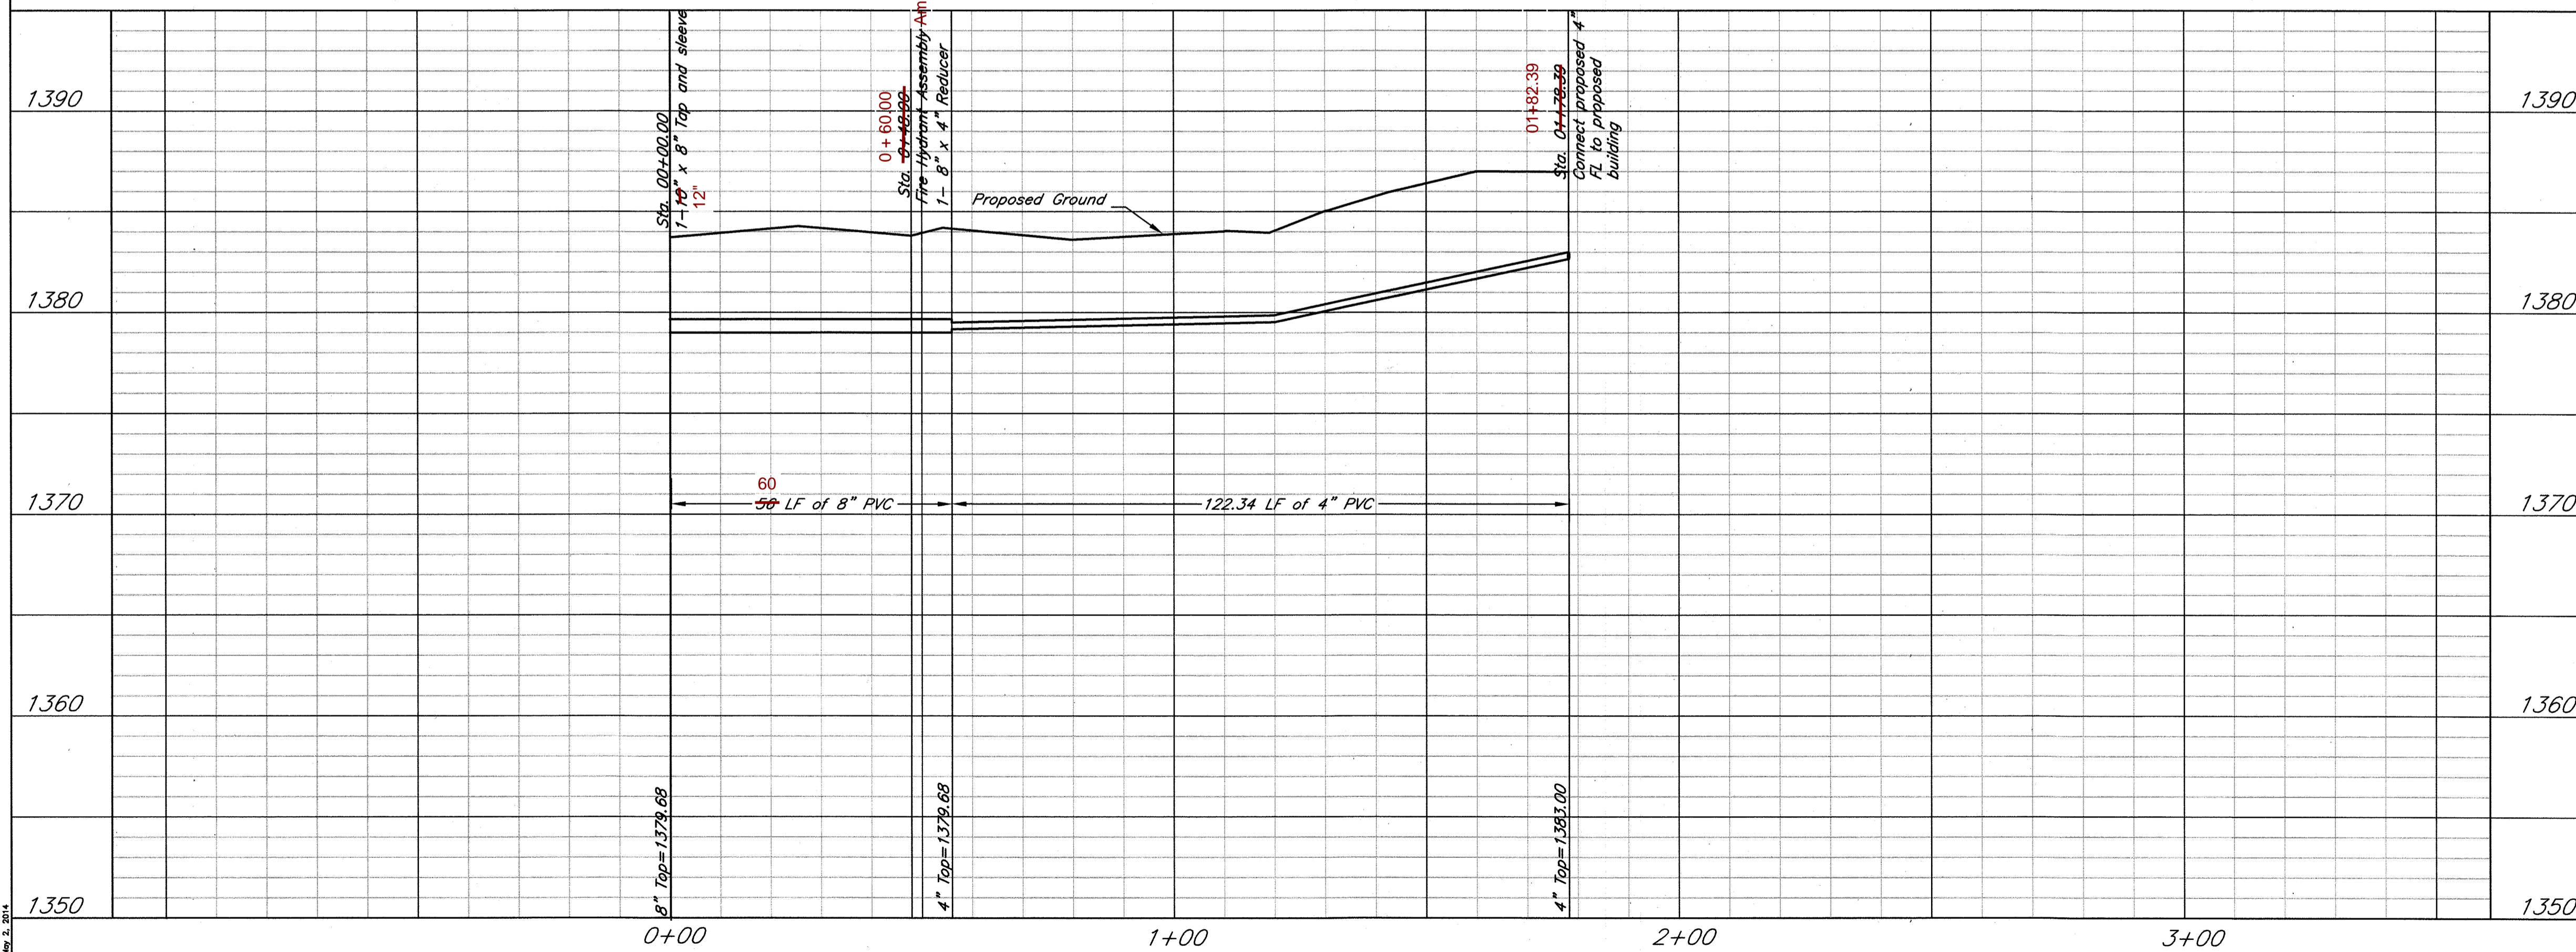 Sta. 00+00.00
1-10" x 8" Tap and sleeve
12"
0 + 60.00
Sta. 0+48.00
Fire Hydrant Assembly
1- 8" x 4" Reducer
01+82.39
Sta. 01+78.39
Connect proposed 4"
FL to proposed
building
1390
1390
Proposed Ground
1380
1380
60
56 LF of 8" PVC
122.34 LF of 4" PVC
1370
1370
1360
1360
8" Top=1379.68
4" Top=1379.68
4" Top=1383.00
1350
1350
0+00
1+00
2+00
3+00
May 2, 2014